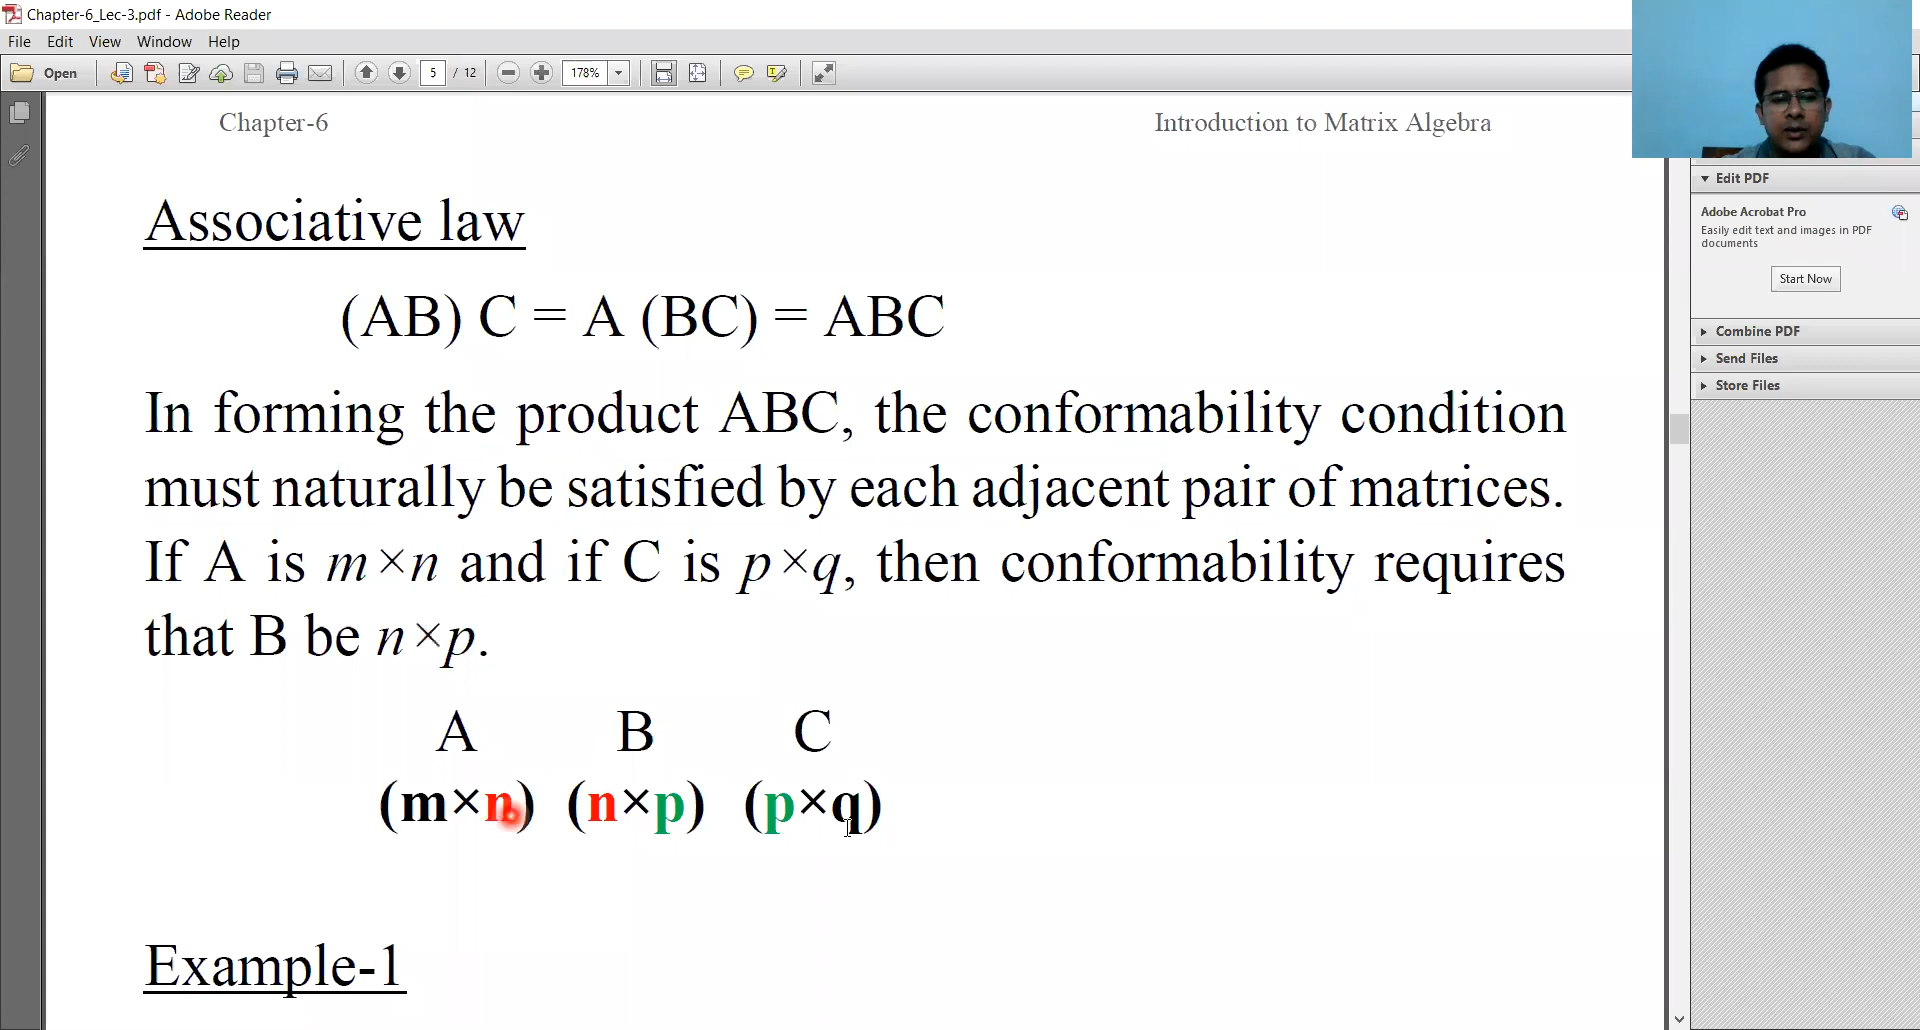 Chapter-6_Lec-3.pdf - Adobe Reader
File Edit View Window Help
Open 5 / 12 178%
Chapter-6 Introduction to Matrix Algebra
Associative law
(AB) C = A (BC) = ABC
In forming the product ABC, the conformability condition
must naturally be satisfied by each adjacent pair of matrices.
If A is m×n and if C is p×q, then conformability requires
that B be n×p.
A B C
(m×n) (n×p) (p×q)
Example-1
Edit PDF
Adobe Acrobat Pro
Easily edit text and images in PDF
documents
Start Now
Combine PDF
Send Files
Store Files